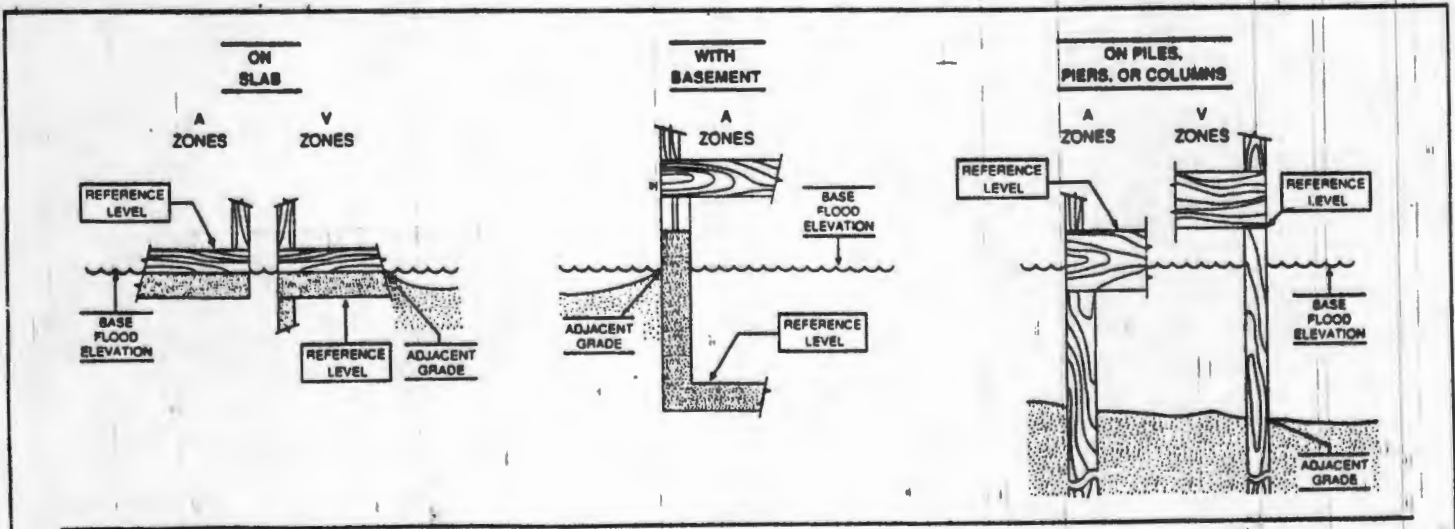 ON
SLAB
A
ZONES
V
ZONES
REFERENCE
LEVEL
BASE
FLOOD
ELEVATION
REFERENCE
LEVEL
ADJACENT
GRADE
WITH
BASEMENT
A
ZONES
BASE
FLOOD
ELEVATION
ADJACENT
GRADE
REFERENCE
LEVEL
ON PILES,
PIERS, OR COLUMNS
A
ZONES
V
ZONES
REFERENCE
LEVEL
REFERENCE
LEVEL
BASE
FLOOD
ELEVATION
ADJACENT
GRADE